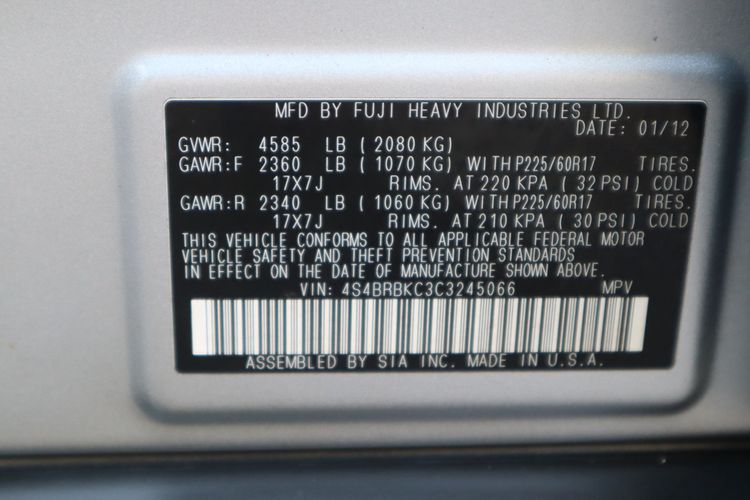 MFD BY FUJI HEAVY INDUSTRIES LTD.
DATE: 01/12
GVWR: 4585 LB ( 2080 KG)
GAWR:F 2360 LB ( 1070 KG) WITH P225/60R17 TIRES.
17X7J RIMS. AT 220 KPA ( 32 PSI) COLD
GAWR:R 2340 LB ( 1060 KG) WITH P225/60R17 TIRES.
17X7J RIMS. AT 210 KPA ( 30 PSI) COLD
THIS VEHICLE CONFORMS TO ALL APPLICABLE FEDERAL MOTOR
VEHICLE SAFETY AND THEFT PREVENTION STANDARDS
IN EFFECT ON THE DATE OF MANUFACTURE SHOWN ABOVE.
VIN: 4S4BRBKC3C3245066 MPV
ASSEMBLED BY SIA INC. MADE IN U.S.A.